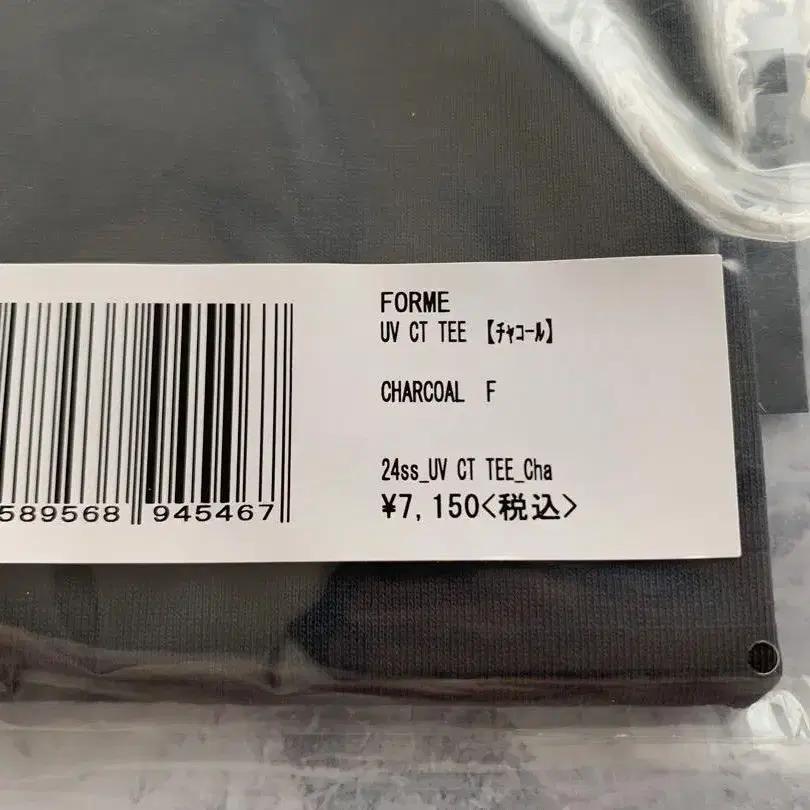 FORME
UV CT TEE 【ﾁｬｺｰﾙ】
CHARCOAL F
24ss_UV CT TEE_Cha
¥7,150<税込>
589568 945467